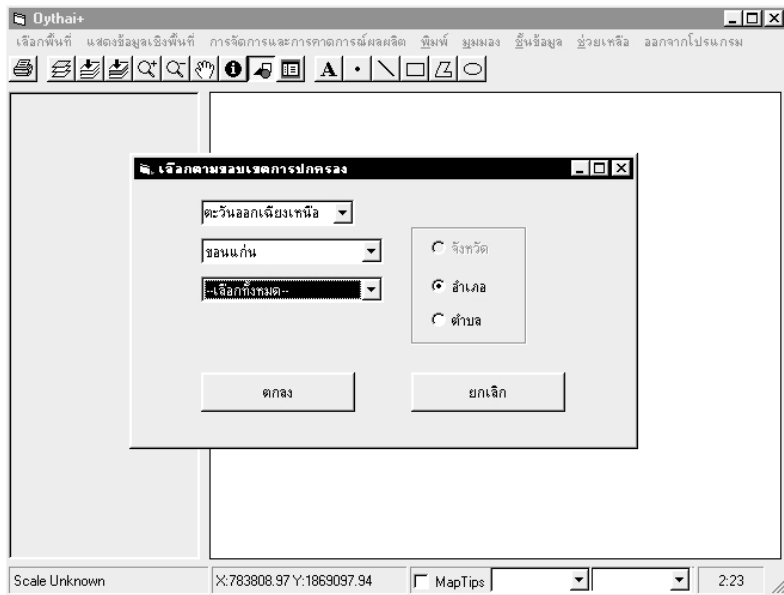 Oythai+
เลือกพื้นที่ แสดงข้อมูลเชิงพื้นที่ การจัดการและการคาดการณ์ผลผลิต พิมพ์ มุมมอง ชั้นข้อมูล ช่วยเหลือ ออกจากโปรแกรม
A
เลือกตามขอบเขตการปกครอง
ตะวันออกเฉียงเหนือ
ขอนแก่น
จังหวัด
--เลือกทั้งหมด--
อำเภอ
ตำบล
ตกลง ยกเลิก
Scale Unknown X:783808.97 Y:1869097.94 MapTips 2:23